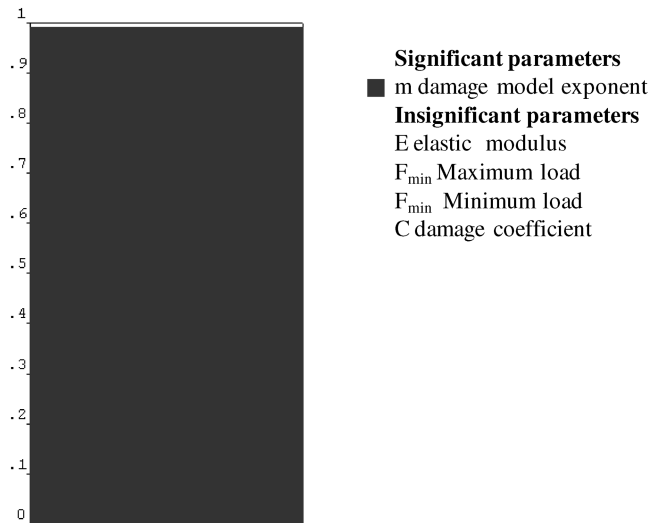 1
.9
.8
.7
.6
.5
.4
.3
.2
.1
0
Significant parameters
m damage model exponent
Insignificant parameters
E elastic modulus
Fmin Maximum load
Fmin Minimum load
C damage coefficient